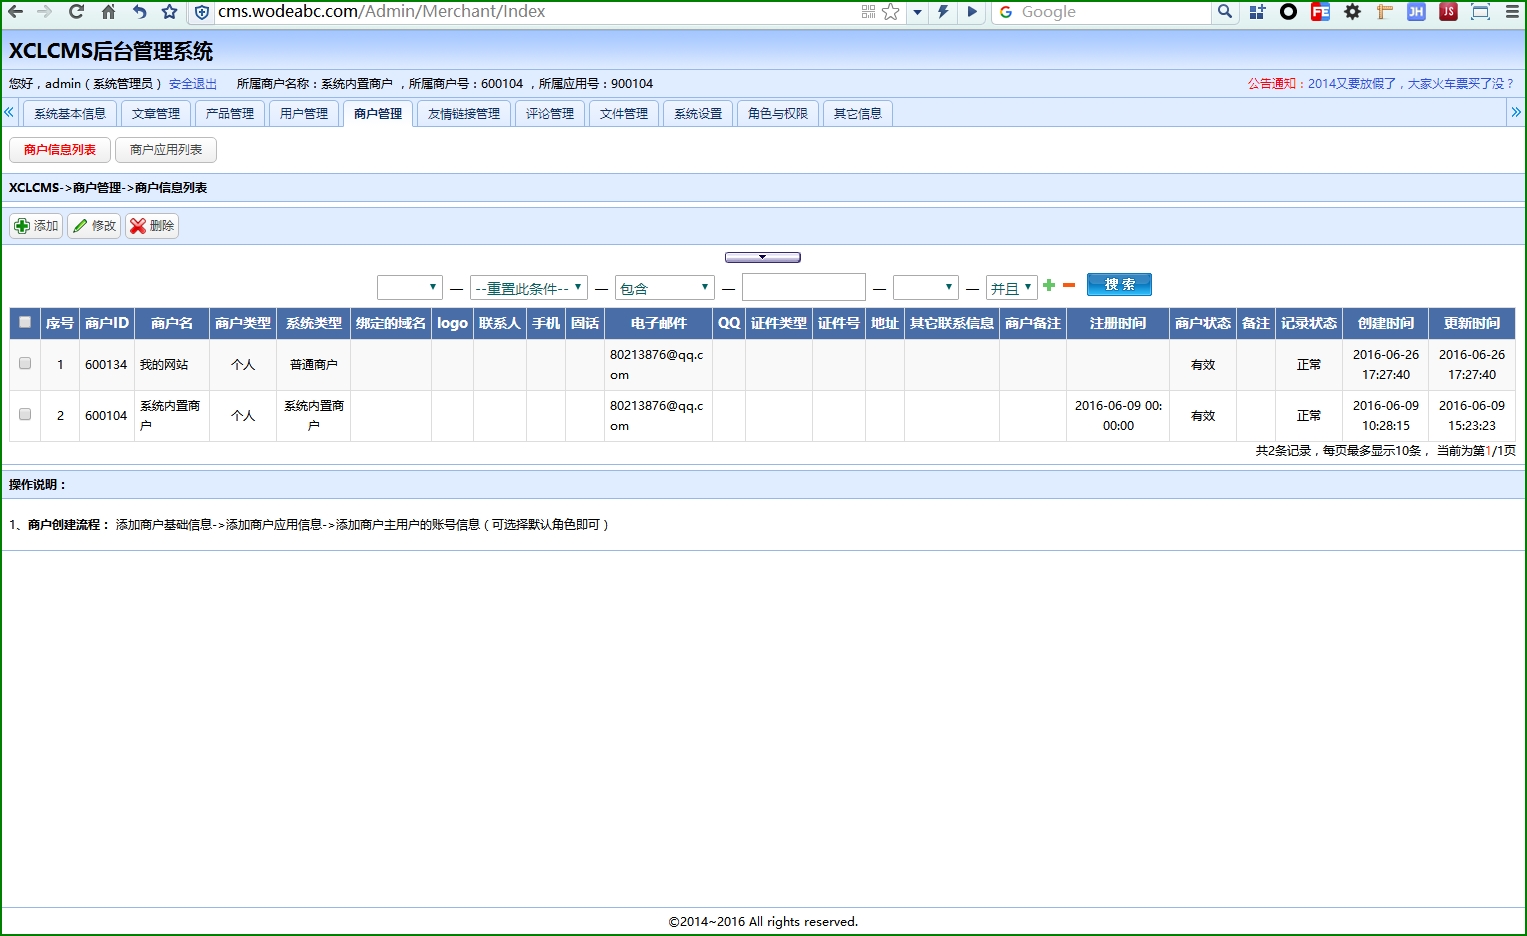 cms.wodeabc.com/Admin/Merchant/Index
Google
FE
JH
JS
XCLCMS后台管理系统
您好，admin（系统管理员） 安全退出 所属商户名称：系统内置商户 ，所属商户号：600104 ，所属应用号：900104
公告通知：2014又要放假了，大家火车票买了没？
系统基本信息 文章管理 产品管理 用户管理 商户管理 友情链接管理 评论管理 文件管理 系统设置 角色与权限 其它信息
商户信息列表 商户应用列表
XCLCMS->商户管理->商户信息列表
添加 修改 删除
— --重置此条件-- — 包含 — — — 并且 搜 索
序号 商户ID 商户名 商户类型 系统类型 绑定的域名 logo 联系人 手机 固话 电子邮件 QQ 证件类型 证件号 地址 其它联系信息 商户备注 注册时间 商户状态 备注 记录状态 创建时间 更新时间
1 600134 我的网站 个人 普通商户 80213876@qq.c 有效 正常 2016-06-26 2016-06-26
om 17:27:40 17:27:40
2 600104 系统内置商 个人 系统内置商 80213876@qq.c 2016-06-09 00: 有效 正常 2016-06-09 2016-06-09
户 户 om 00:00 10:28:15 15:23:23
共2条记录，每页最多显示10条， 当前为第1/1页
操作说明：
1、商户创建流程： 添加商户基础信息->添加商户应用信息->添加商户主用户的账号信息（可选择默认角色即可）
©2014~2016 All rights reserved.